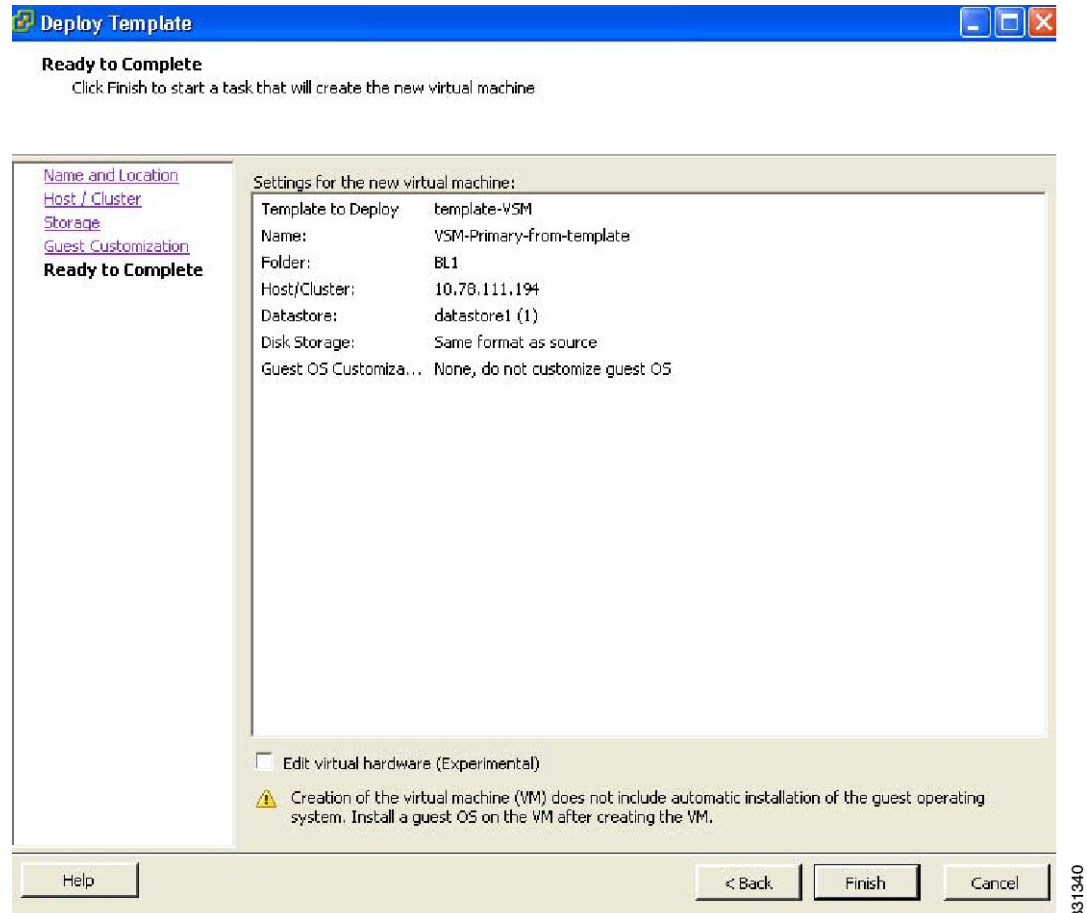 Deploy Template
Ready to Complete
Click Finish to start a task that will create the new virtual machine
Name and Location
Host / Cluster
Storage
Guest Customization
Ready to Complete
Settings for the new virtual machine:
Template to Deploy template-VSM
Name: VSM-Primary-from-template
Folder: BL1
Host/Cluster: 10.78.111.194
Datastore: datastore1 (1)
Disk Storage: Same format as source
Guest OS Customiza... None, do not customize guest OS
Edit virtual hardware (Experimental)
Creation of the virtual machine (VM) does not include automatic installation of the guest operating
system. Install a guest OS on the VM after creating the VM.
Help
< Back
Finish
Cancel
331340